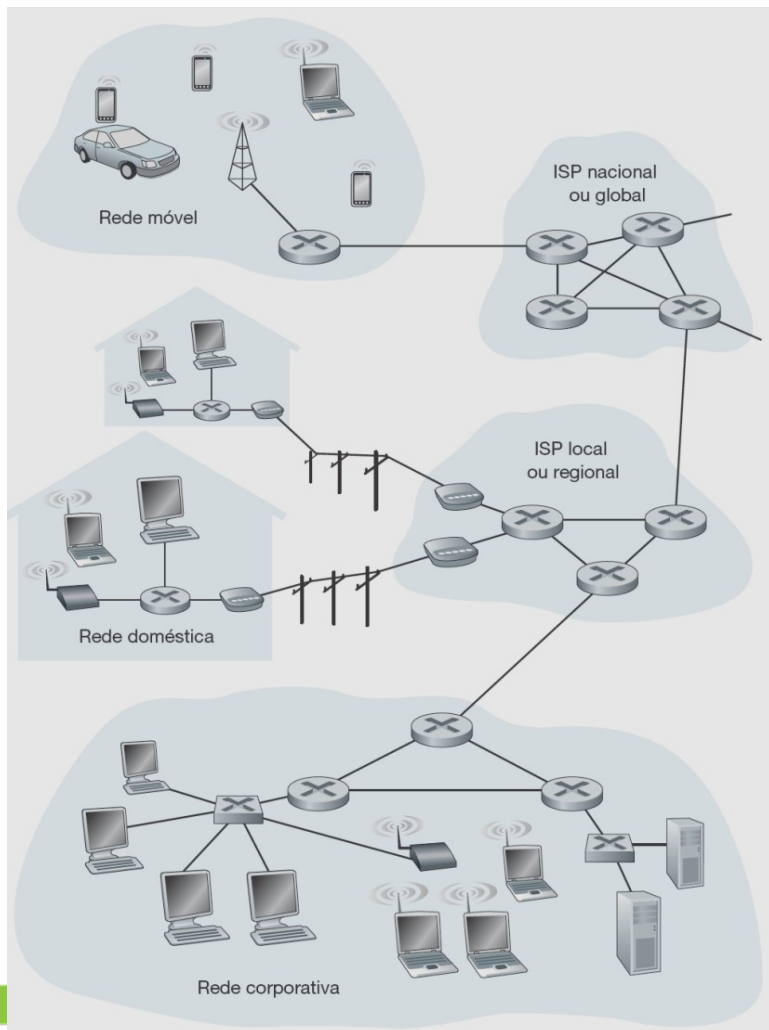 Rede móvel
ISP nacional
ou global
ISP local
ou regional
Rede doméstica
Rede corporativa